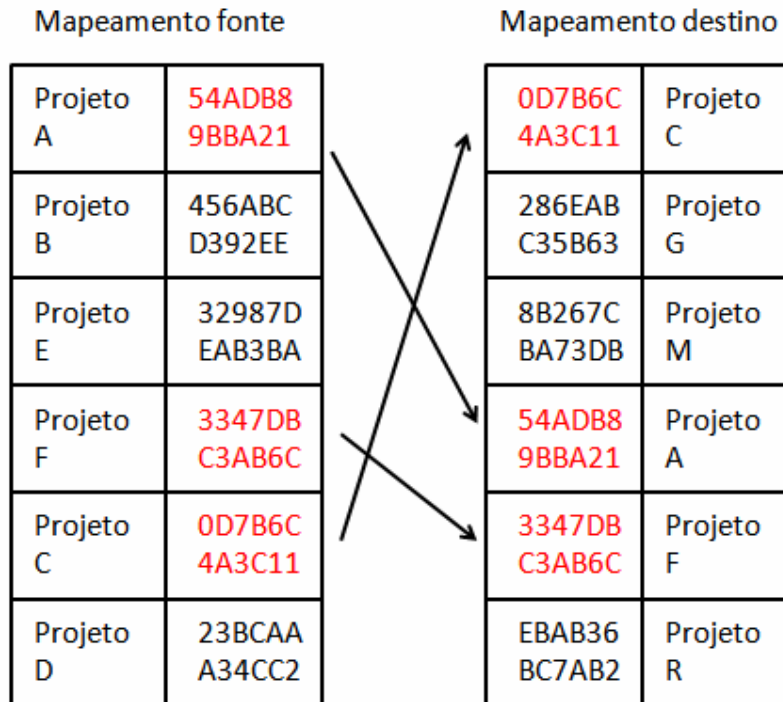 Mapeamento fonte
Projeto A 54ADB8 9BBA21
Projeto B 456ABC D392EE
Projeto E 32987D EAB3BA
Projeto F 3347DB C3AB6C
Projeto C 0D7B6C 4A3C11
Projeto D 23BCAA A34CC2
Mapeamento destino
0D7B6C 4A3C11 Projeto C
286EAB C35B63 Projeto G
8B267C BA73DB Projeto M
54ADB8 9BBA21 Projeto A
3347DB C3AB6C Projeto F
EBAB36 BC7AB2 Projeto R